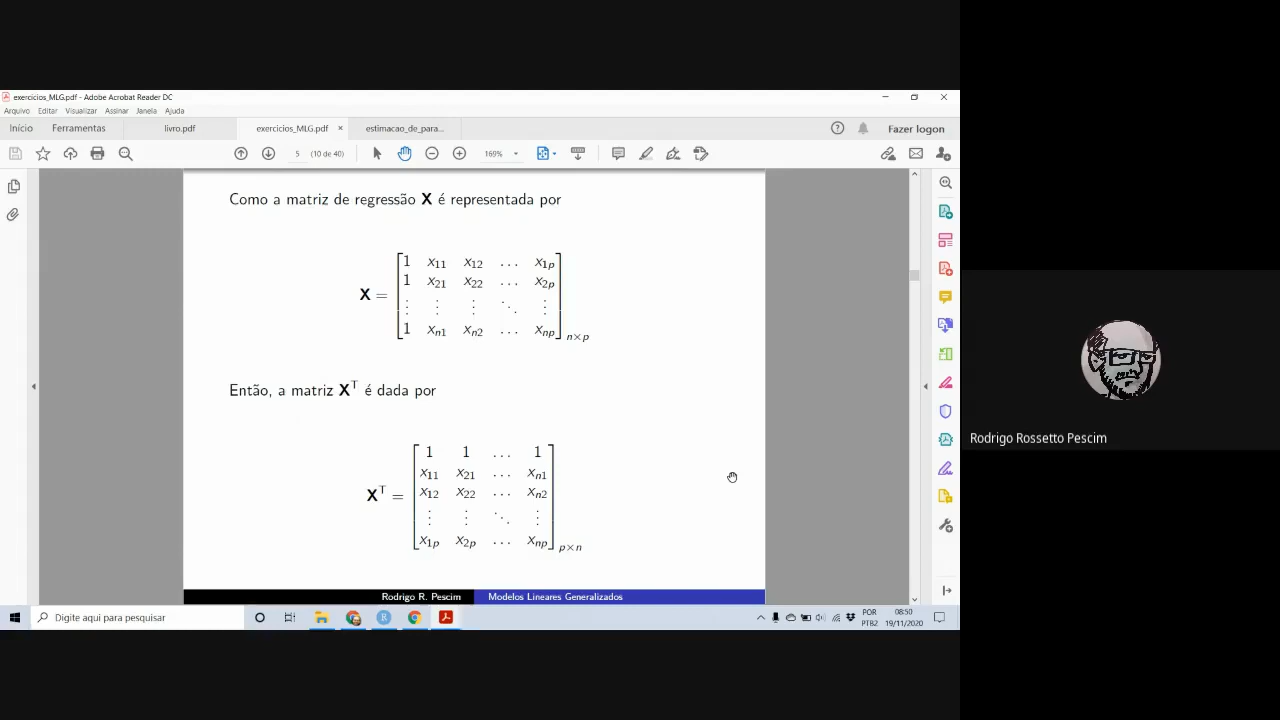 exercicios_MLG.pdf - Adobe Acrobat Reader DC
Arquivo Editar Visualizar Assinar Janela Ajuda
Início Ferramentas livro.pdf exercicios_MLG.pdf × estimacao_de_para... Fazer logon
5 (10 de 40) 169%
Como a matriz de regressão X é representada por
1 x11 x12 ... x1p
1 x21 x22 ... x2p
X =
⋮ ⋮ ⋮ ⋱ ⋮
1 xn1 xn2 ... xnp n×p
Então, a matriz X^T é dada por
1 1 ... 1
x11 x21 ... xn1
X^T = x12 x22 ... xn2
⋮ ⋮ ⋱ ⋮
x1p x2p ... xnp p×n
Rodrigo R. Pescim Modelos Lineares Generalizados
Digite aqui para pesquisar
POR 08:50
PTB2 19/11/2020
Rodrigo Rossetto Pescim